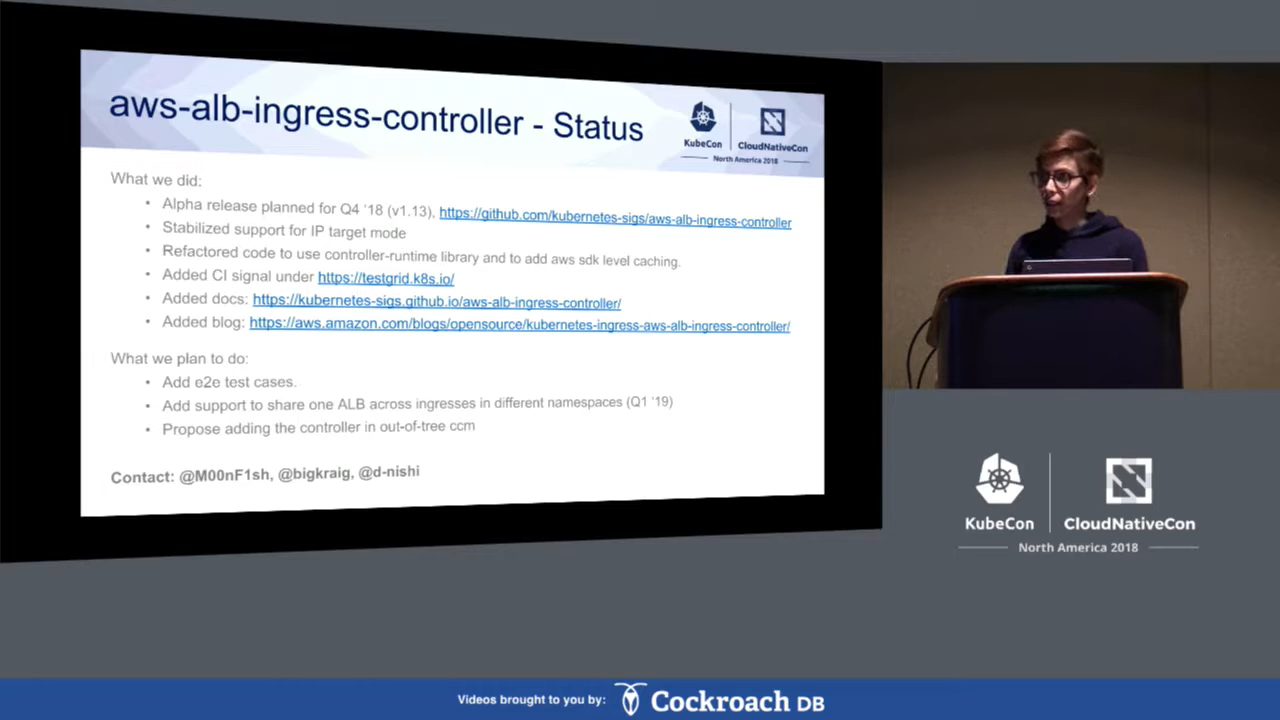 aws-alb-ingress-controller - Status
KubeCon
CloudNativeCon
North America 2018
What we did:
• Alpha release planned for Q4 '18 (v1.13), https://github.com/kubernetes-sigs/aws-alb-ingress-controller
• Stabilized support for IP target mode
• Refactored code to use controller-runtime library and to add aws sdk level caching.
• Added CI signal under https://testgrid.k8s.io/
• Added docs: https://kubernetes-sigs.github.io/aws-alb-ingress-controller/
• Added blog: https://aws.amazon.com/blogs/opensource/kubernetes-ingress-aws-alb-ingress-controller/
What we plan to do:
• Add e2e test cases.
• Add support to share one ALB across ingresses in different namespaces (Q1 '19)
• Propose adding the controller in out-of-tree ccm
Contact: @M00nF1sh, @bigkraig, @d-nishi
KubeCon
CloudNativeCon
North America 2018
Videos brought to you by: Cockroach DB